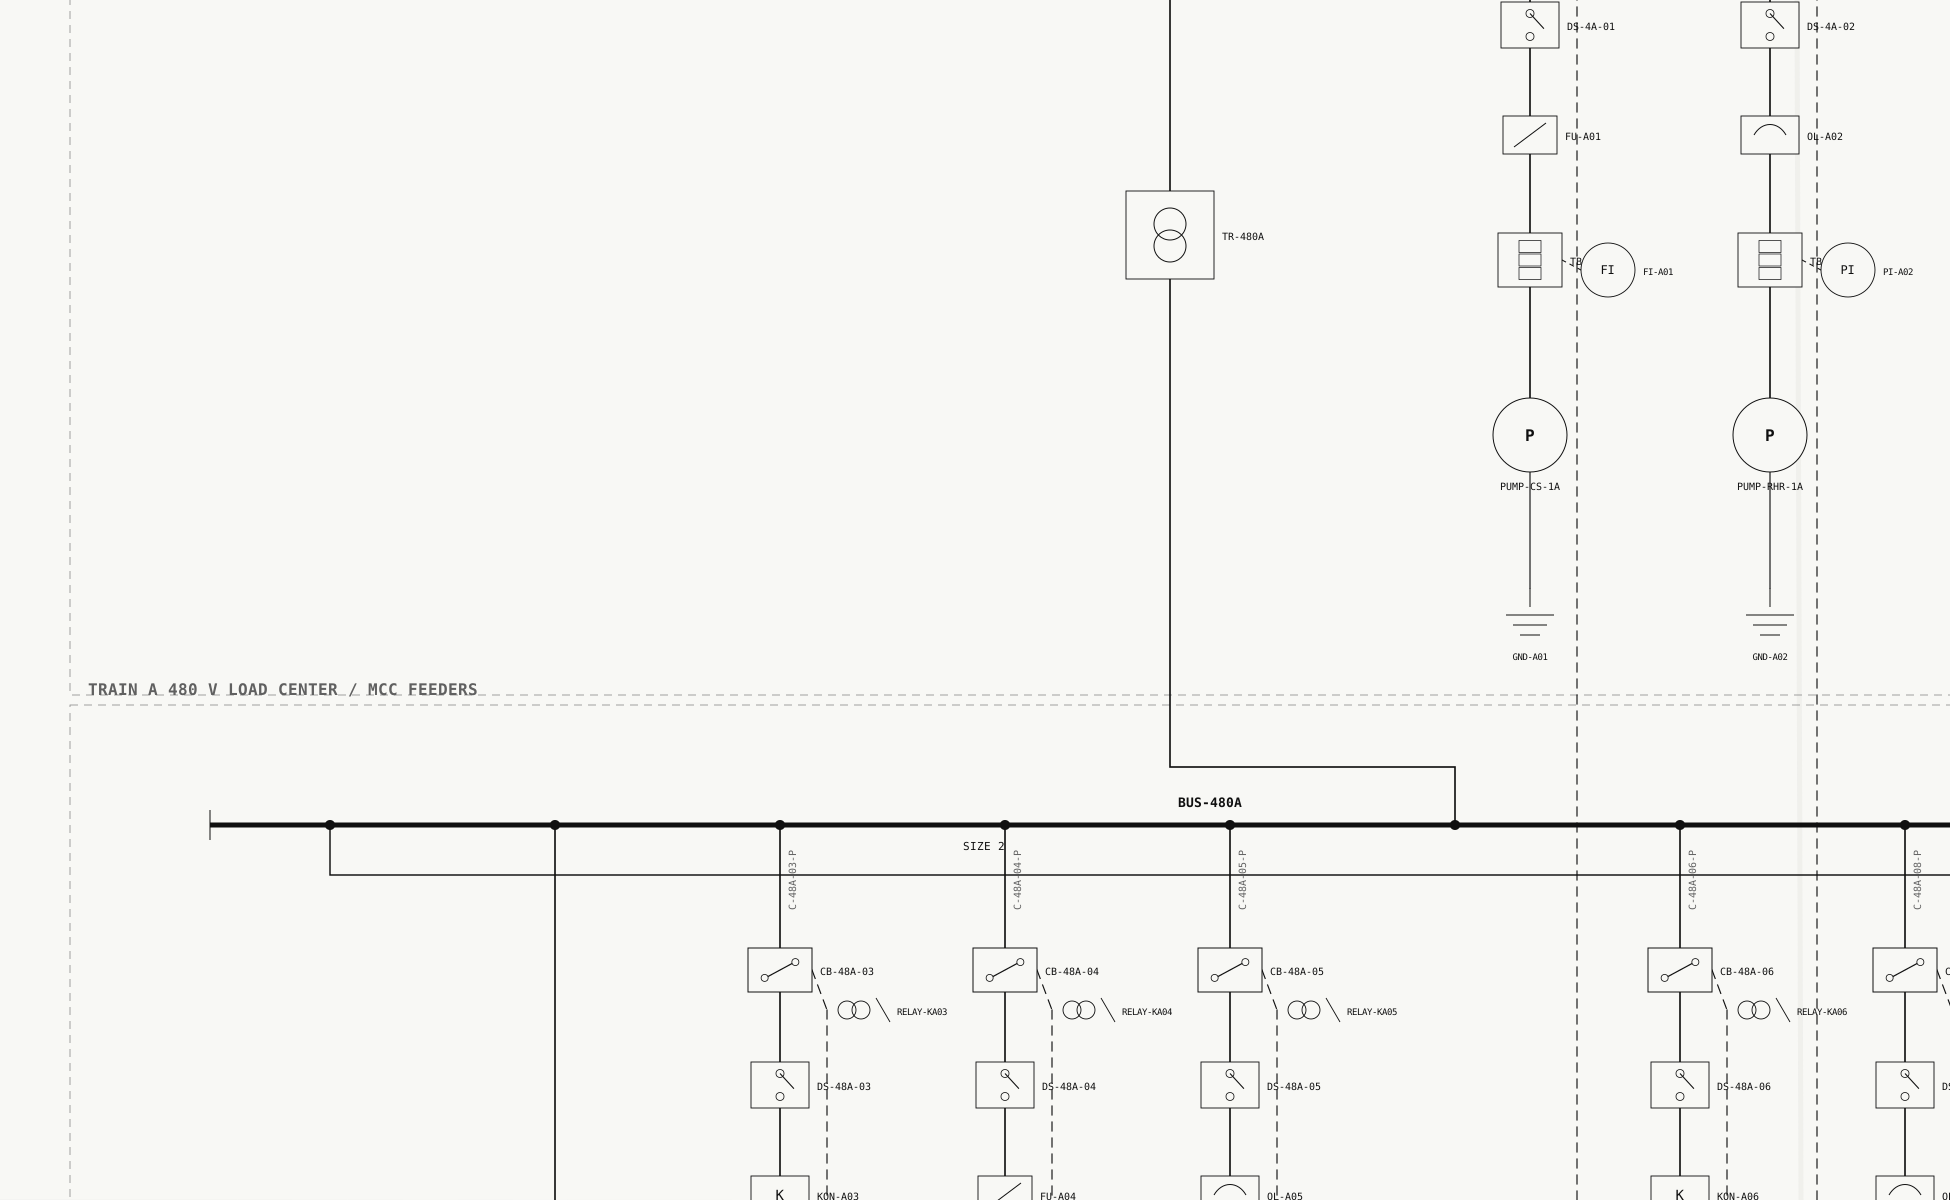 DS-4A-01
DS-4A-02
FU-A01
OL-A02
TR-480A
FI
FI-A01
PI
PI-A02
P
P
PUMP-CS-1A
PUMP-RHR-1A
GND-A01
GND-A02
TRAIN A 480 V LOAD CENTER / MCC FEEDERS
BUS-480A
SIZE 2
C-48A-03-P
C-48A-04-P
C-48A-05-P
C-48A-06-P
C-48A-08-P
CB-48A-03
CB-48A-04
CB-48A-05
CB-48A-06
RELAY-KA03
RELAY-KA04
RELAY-KA05
RELAY-KA06
DS-48A-03
DS-48A-04
DS-48A-05
DS-48A-06
K
KON-A03
FU-A04
OL-A05
K
KON-A06